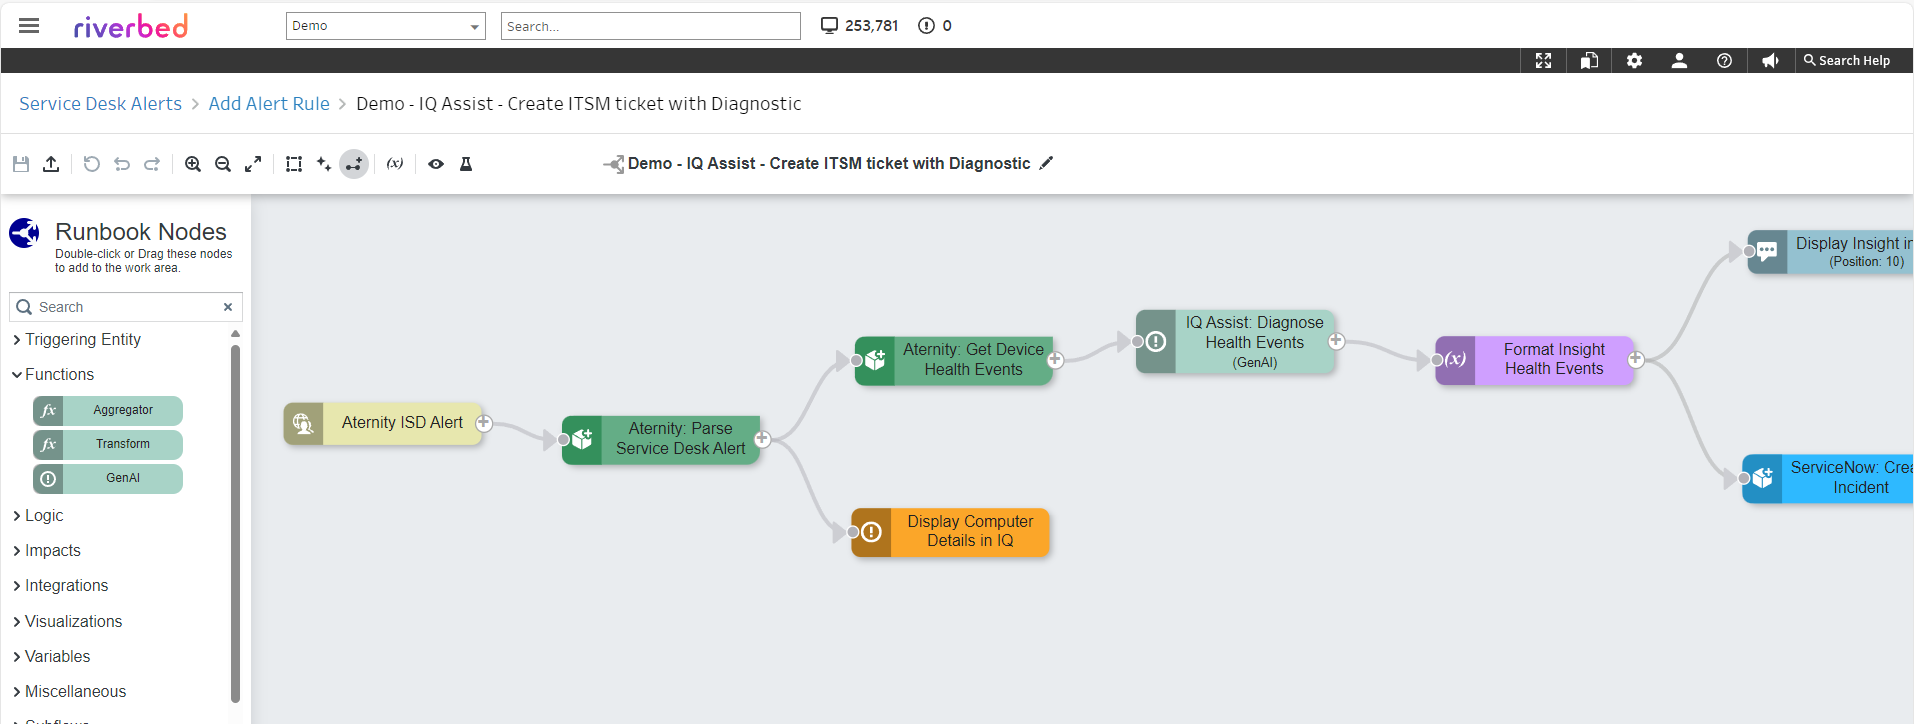 riverbed
Demo
Search...
253,781
0
Search Help
Service Desk Alerts > Add Alert Rule > Demo - IQ Assist - Create ITSM ticket with Diagnostic
(x)
Demo - IQ Assist - Create ITSM ticket with Diagnostic
Runbook Nodes
Double-click or Drag these nodes
to add to the work area.
Search
Triggering Entity
Functions
fx Aggregator
fx Transform
GenAI
Logic
Impacts
Integrations
Visualizations
Variables
Miscellaneous
Aternity ISD Alert
Aternity: Parse
Service Desk Alert
Aternity: Get Device
Health Events
Display Computer
Details in IQ
IQ Assist: Diagnose
Health Events
(GenAI)
(x)
Format Insight
Health Events
Display Insight in
(Position: 10)
ServiceNow:
Incident